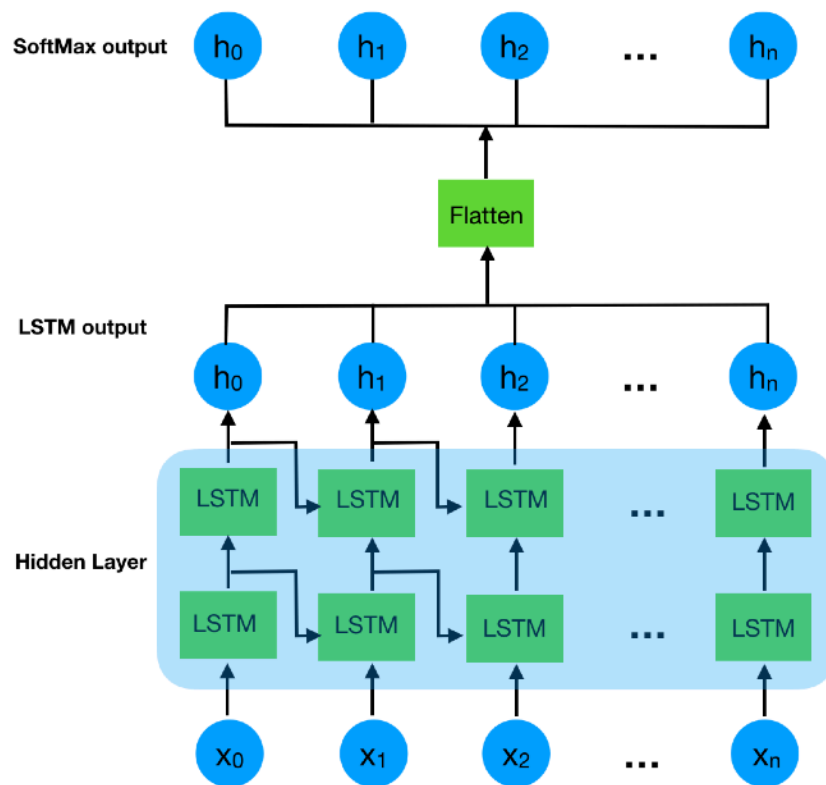 SoftMax output h₀ h₁ h₂ ... hₙ
Flatten
LSTM output
h₀ h₁ h₂ ... hₙ
LSTM LSTM LSTM ... LSTM
Hidden Layer
LSTM LSTM LSTM ... LSTM
x₀ x₁ x₂ ... xₙ